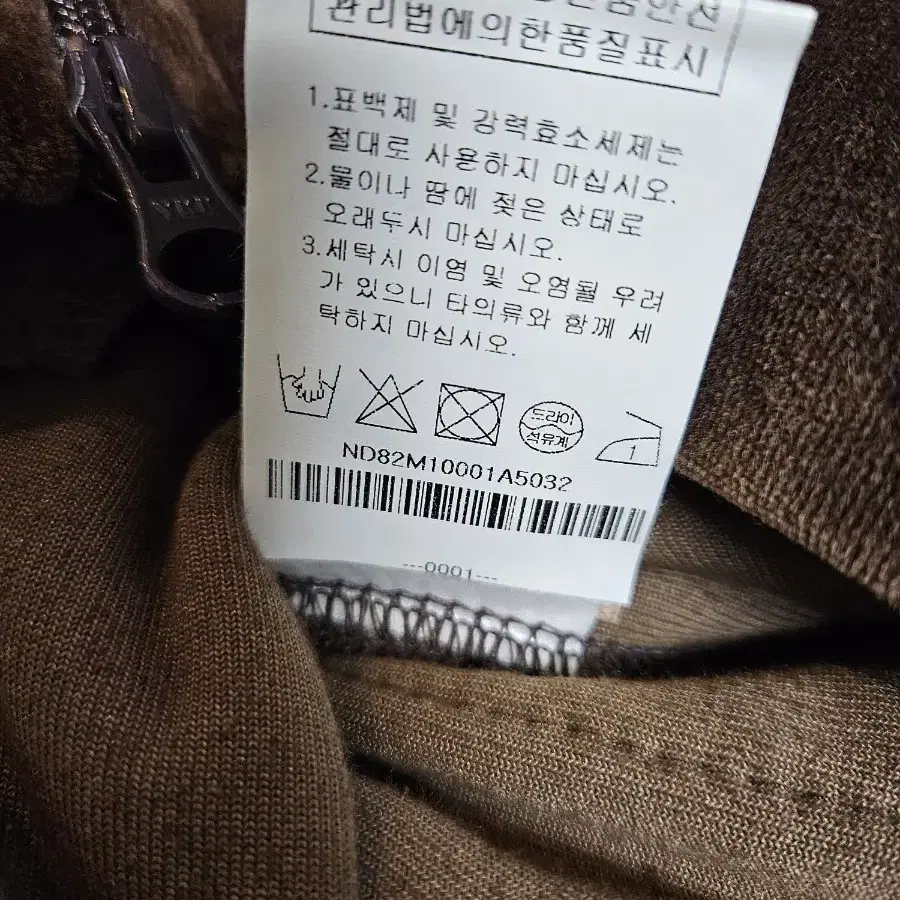 관리법에의한품질표시
1.표백제 및 강력효소세제는
절대로 사용하지 마십시오.
2.물이나 땀에 젖은 상태로
오래두시 마십시오.
3.세탁시 이염 및 오염될 우려
가 있으니 타의류와 함께 세
탁하지 마십시오.
드라이
석유계
1
ND82M10001A5032
---0001---
YKK